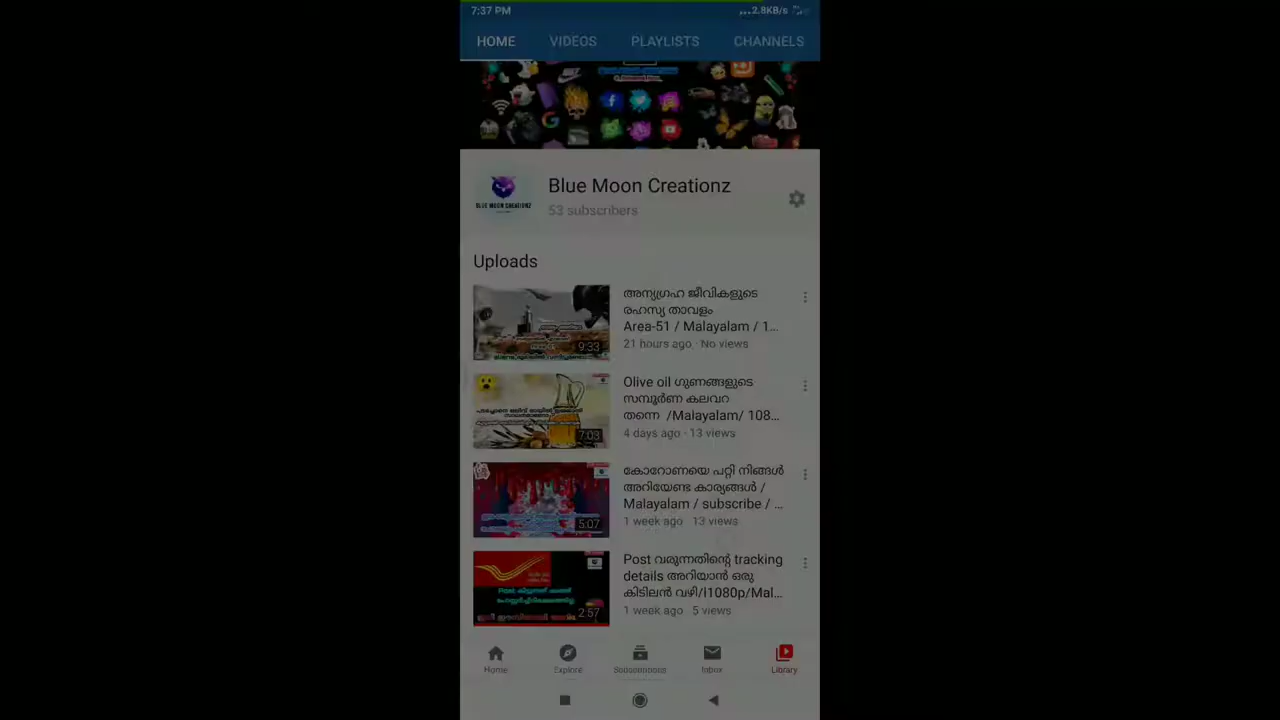 7:37 PM
...2.8KB/s
HOME VIDEOS PLAYLISTS CHANNELS
Blue Moon Creationz
BLUE MOON CREATIONZ
53 subscribers
Uploads
അന്യഗ്രഹ ജീവികളുടെ
രഹസ്യ താവളം
Area-51 / Malayalam / 1...
21 hours ago · No views
9:33
Olive oil ഗുണങ്ങളുടെ
സമ്പൂർണ കലവറ
തന്നെ /Malayalam/ 108...
4 days ago · 13 views
7:03
കോറോണയെ പറ്റി നിങ്ങൾ
അറിയേണ്ട കാര്യങ്ങൾ /
Malayalam / subscribe / ...
1 week ago · 13 views
5:07
Post വരുന്നതിന്റെ tracking
details അറിയാൻ ഒരു
കിടിലൻ വഴി/I1080p/Mal...
1 week ago · 5 views
2:57
Home Explore Subscriptions Inbox Library